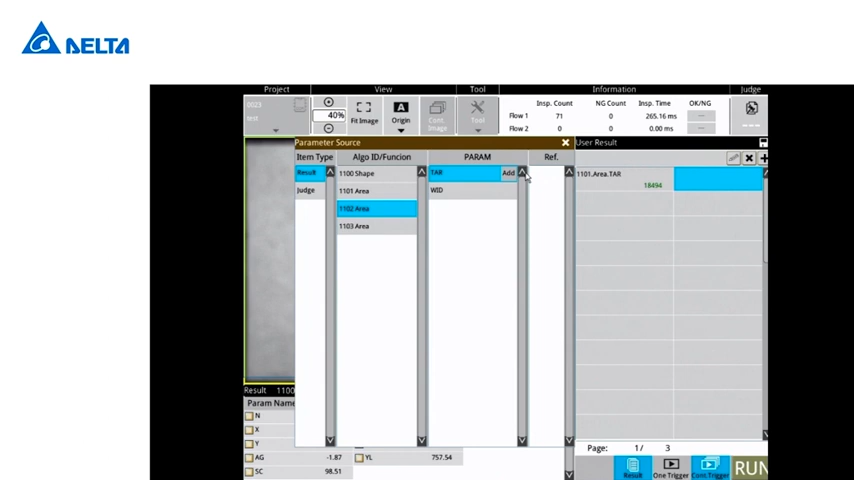 DELTA
Project View Tool Information Judge
0023
test
40%
Fit Image
Origin
Cont. Image
Tool
Insp. Count NG Count Insp. Time OK/NG
Flow 1 71 0 265.16 ms ---
Flow 2 0 0 0.00 ms ---
Parameter Source
User Result
Item Type Algo ID/Funcion PARAM Ref.
Result 1100 Shape TAR Add
Judge 1101 Area WID
1102 Area
1103 Area
1101.Area.TAR
18494
Result 1100
Param Name
N
X
Y
AG -1.87 YL 757.54
SC 98.51
Page: 1/ 3
Result One Trigger Cont.Trigger RUN